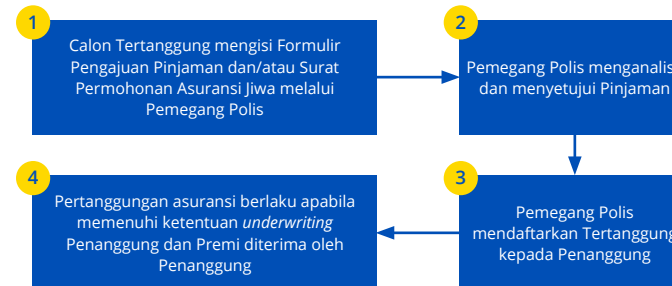 1
Calon Tertanggung mengisi Formulir
Pengajuan Pinjaman dan/atau Surat
Permohonan Asuransi Jiwa melalui
Pemegang Polis
2
Pemegang Polis
dan menyetujui Pinjaman
3
Pemegang Polis
mendaftarkan Tertanggung
kepada Penanggung
4
Pertanggungan asuransi berlaku apabila
memenuhi ketentuan underwriting
Penanggung dan Premi diterima oleh
Penanggung